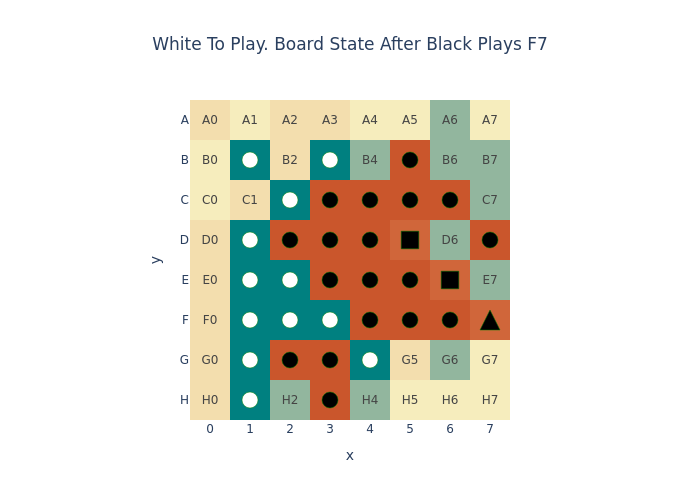 White To Play. Board State After Black Plays F7
A A0 A1 A2 A3 A4 A5 A6 A7
B B0 B2 B4 B6 B7
C C0 C1 C7
D D0 D6
y
E E0 E7
F F0
G G0 G5 G6 G7
H H0 H2 H4 H5 H6 H7
0 1 2 3 4 5 6 7
x